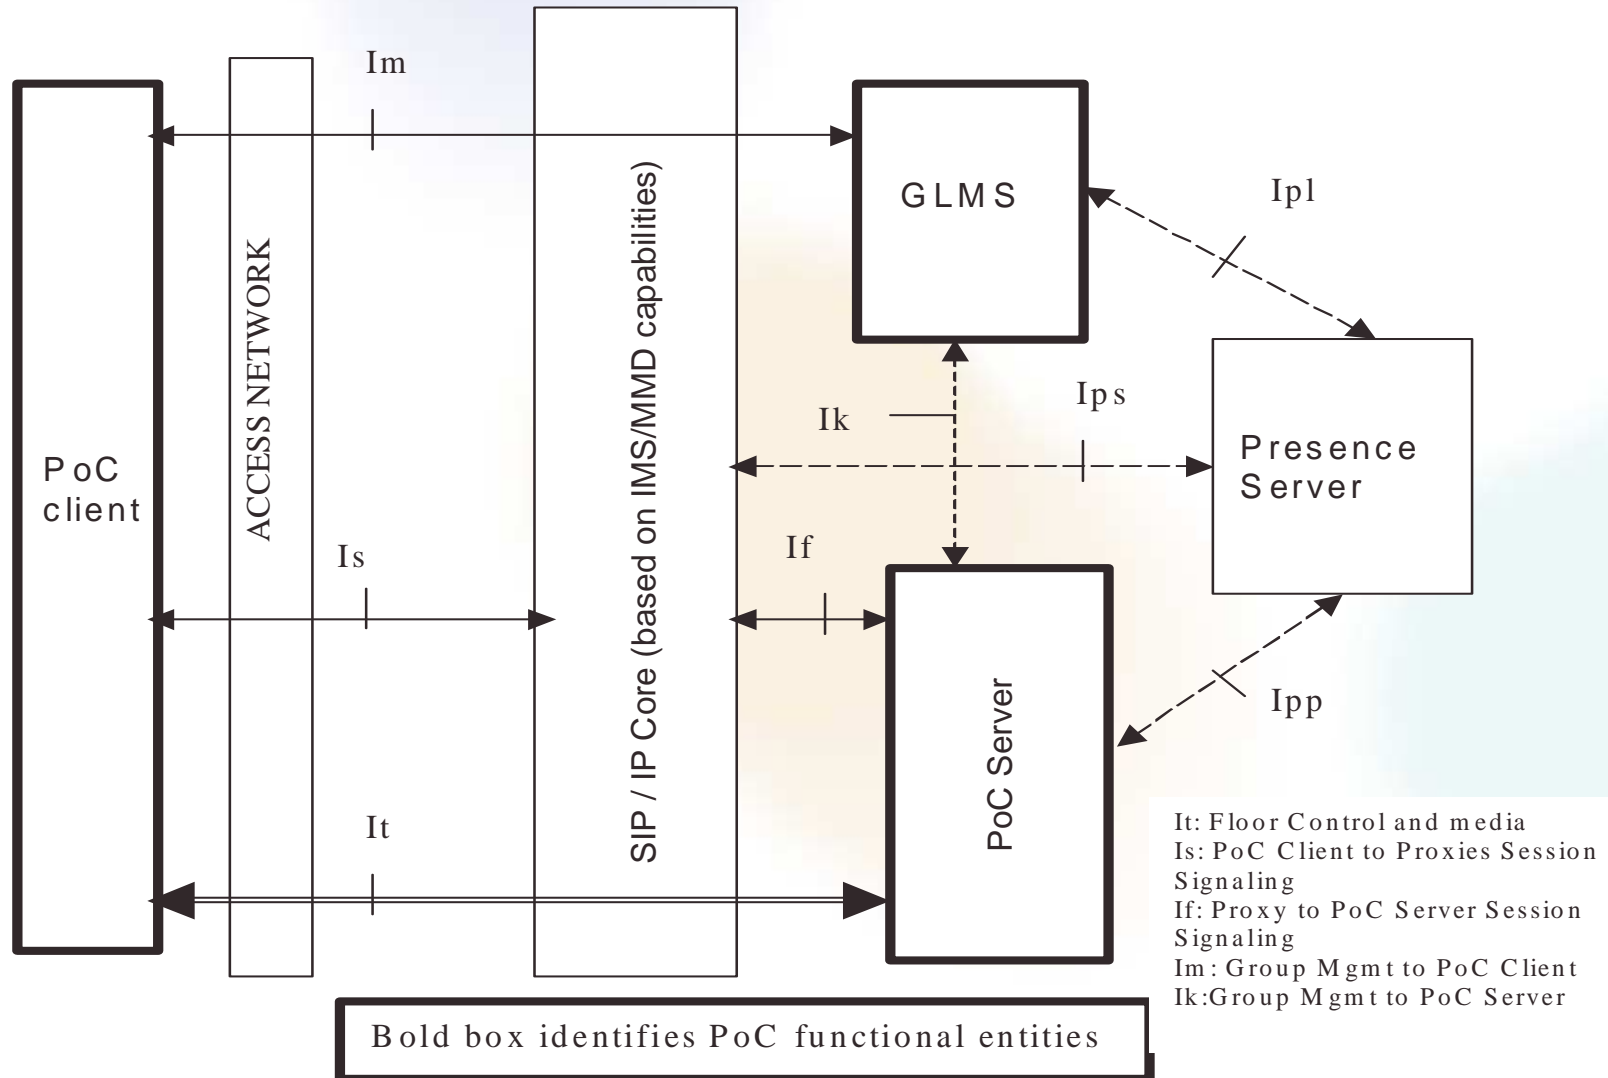 Im
GLMS
Ipl
ACCESS NETWORK
SIP / IP Core (based on IMS/MMD capabilities)
Ips
Ik
PoC
client
Presence
Server
Is
If
Ipp
PoC Server
It
It: Floor Control and media
Is: PoC Client to Proxies Session
Signaling
If: Proxy to PoC Server Session
Signaling
Im: Group Mgmt to PoC Client
Ik:Group Mgmt to PoC Server
Bold box identifies PoC functional entities